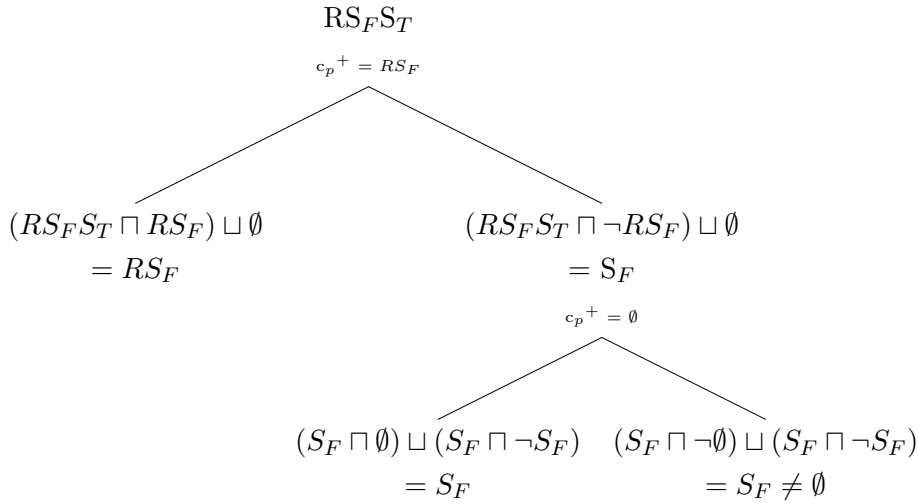 RS_FS_T
c_p^+ = RS_F
(RS_FS_T ⊓ RS_F) ⊔ ∅
= RS_F
(RS_FS_T ⊓ ¬RS_F) ⊔ ∅
= S_F
c_p^+ = ∅
(S_F ⊓ ∅) ⊔ (S_F ⊓ ¬S_F)
= S_F
(S_F ⊓ ¬∅) ⊔ (S_F ⊓ ¬S_F)
= S_F ≠ ∅